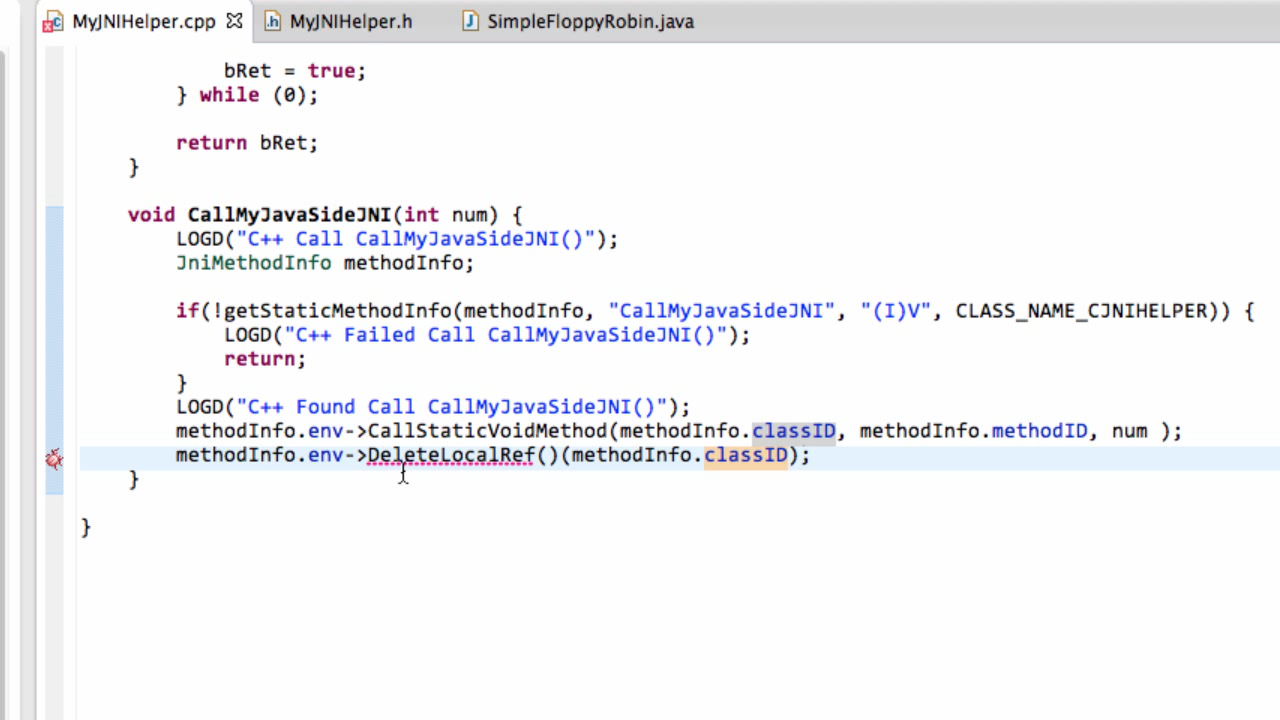 MyJNIHelper.cpp MyJNIHelper.h SimpleFloppyRobin.java
bRet = true;
} while (0);
return bRet;
}
void CallMyJavaSideJNI(int num) {
LOGD("C++ Call CallMyJavaSideJNI()");
JniMethodInfo methodInfo;
if(!getStaticMethodInfo(methodInfo, "CallMyJavaSideJNI", "(I)V", CLASS_NAME_CJNIHELPER)) {
LOGD("C++ Failed Call CallMyJavaSideJNI()");
return;
}
LOGD("C++ Found Call CallMyJavaSideJNI()");
methodInfo.env->CallStaticVoidMethod(methodInfo.classID, methodInfo.methodID, num );
methodInfo.env->DeleteLocalRef()(methodInfo.classID);
}
}